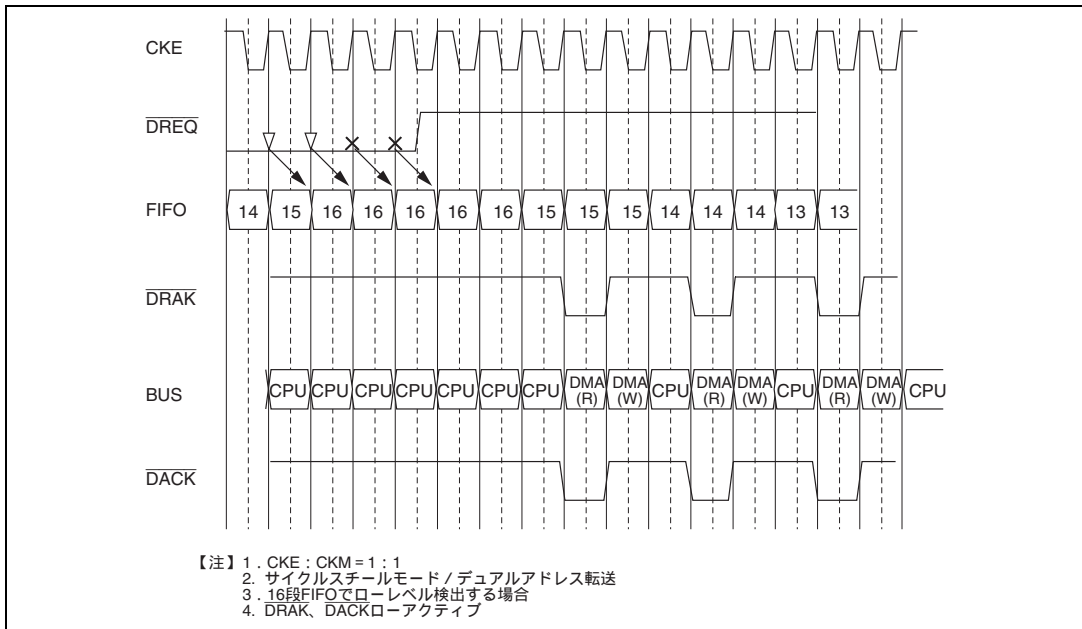 CKE
DREQ
FIFO 14 15 16 16 16 16 16 15 15 15 14 14 14 13 13
DRAK
BUS CPU CPU CPU CPU CPU CPU CPU DMA (R) DMA (W) CPU DMA (R) DMA (W) CPU DMA (R) DMA (W) CPU
DACK
【注】1．CKE：CKM = 1：1
2. サイクルスチールモード / デュアルアドレス転送
3．16段FIFOでローレベル検出する場合
4. DRAK、DACKローアクティブ